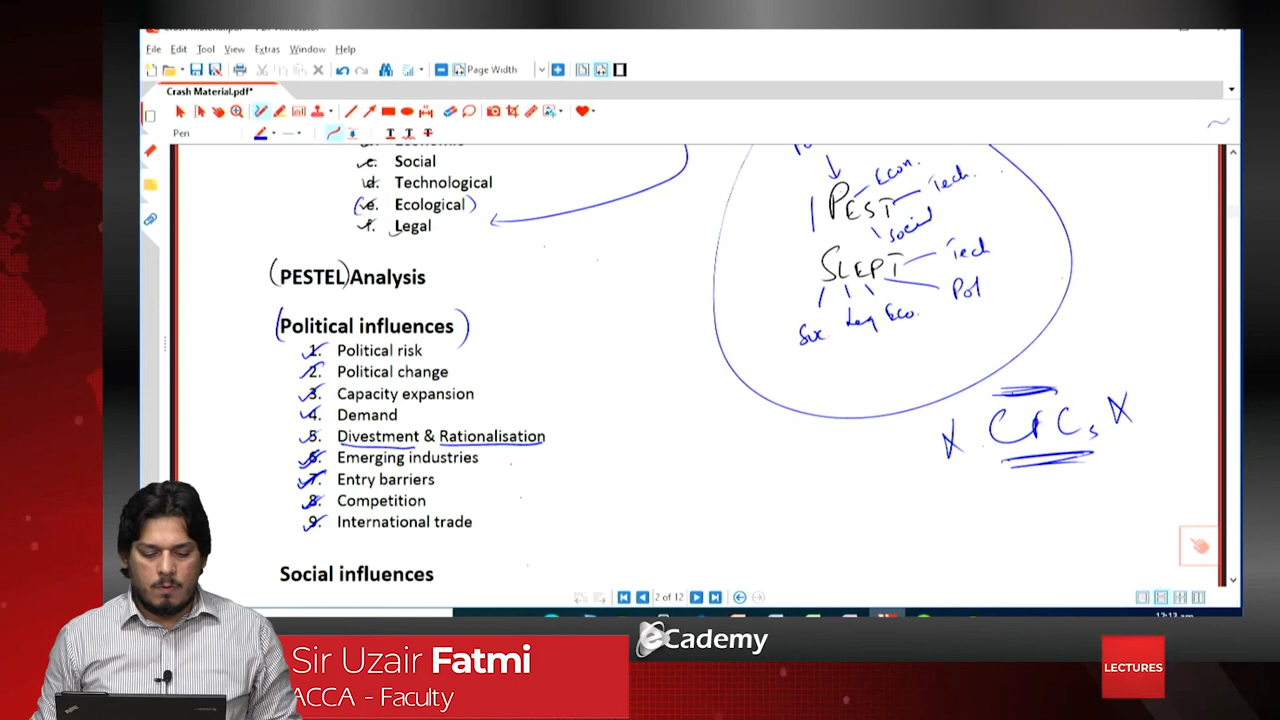 File Edit Tool View Extras Window Help
Page Width
Crash Material.pdf*
Pen
c. Social
d. Technological
e. Ecological
f. Legal
Econ.
Tech.
PEST
Social
SLEPT
Tech
Pol
Soc Leg Eco.
(PESTEL) Analysis
(Political influences)
1. Political risk
2. Political change
3. Capacity expansion
4. Demand
5. Divestment & Rationalisation
6. Emerging industries
7. Entry barriers
8. Competition
9. International trade
Social influences
2 of 12
eCademy
Sir Uzair Fatmi
ACCA - Faculty
LECTURES